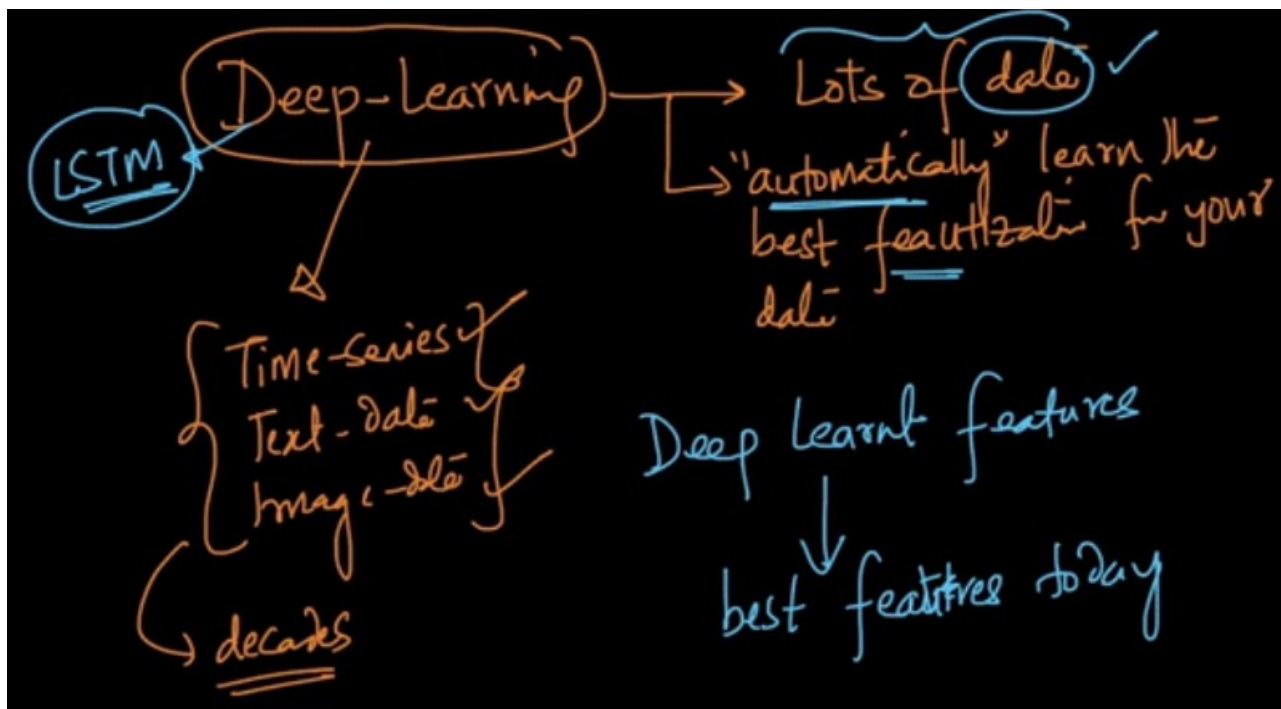 Deep-Learning
LSTM
Lots of data
"automatically" learn the
best feautization for your
data
Time-series
Text-data
Image-data
decades
Deep Learnt features
best features today